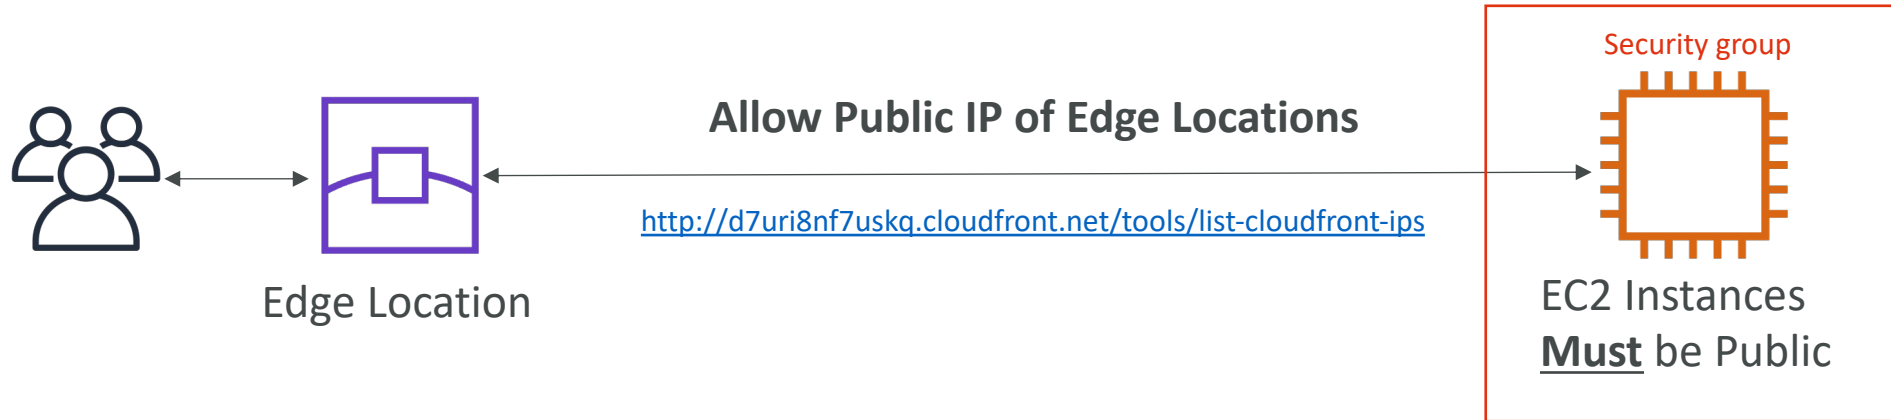 Security group
Allow Public IP of Edge Locations
http://d7uri8nf7uskq.cloudfront.net/tools/list-cloudfront-ips
Edge Location
EC2 Instances
Must be Public